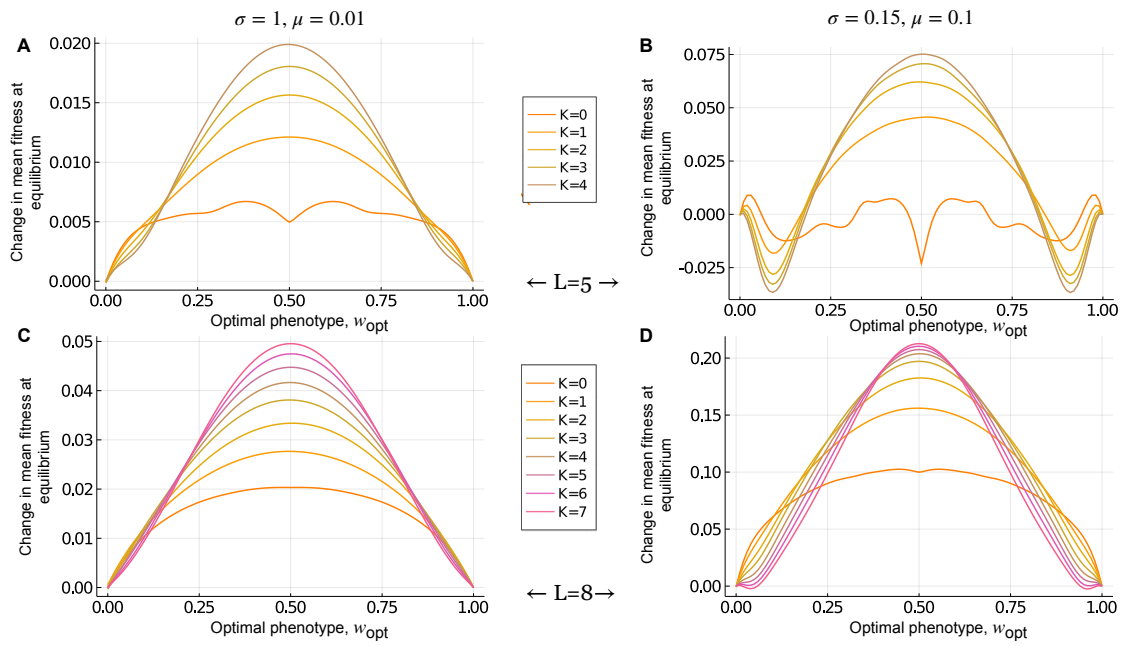 σ = 1, μ = 0.01
σ = 0.15, μ = 0.1
A
Change in mean fitness at
equilibrium
0.020
0.015
0.010
0.005
0.000
0.00
0.25
0.50
0.75
1.00
Optimal phenotype, wopt
K=0
K=1
K=2
K=3
K=4
← L=5 →
B
Change in mean fitness at
equilibrium
0.075
0.050
0.025
0.000
-0.025
0.00
0.25
0.50
0.75
1.00
Optimal phenotype, wopt
C
Change in mean fitness at
equilibrium
0.05
0.04
0.03
0.02
0.01
0.00
0.00
0.25
0.50
0.75
1.00
Optimal phenotype, wopt
K=0
K=1
K=2
K=3
K=4
K=5
K=6
K=7
← L=8→
D
Change in mean fitness at
equilibrium
0.20
0.15
0.10
0.05
0.00
0.00
0.25
0.50
0.75
1.00
Optimal phenotype, wopt